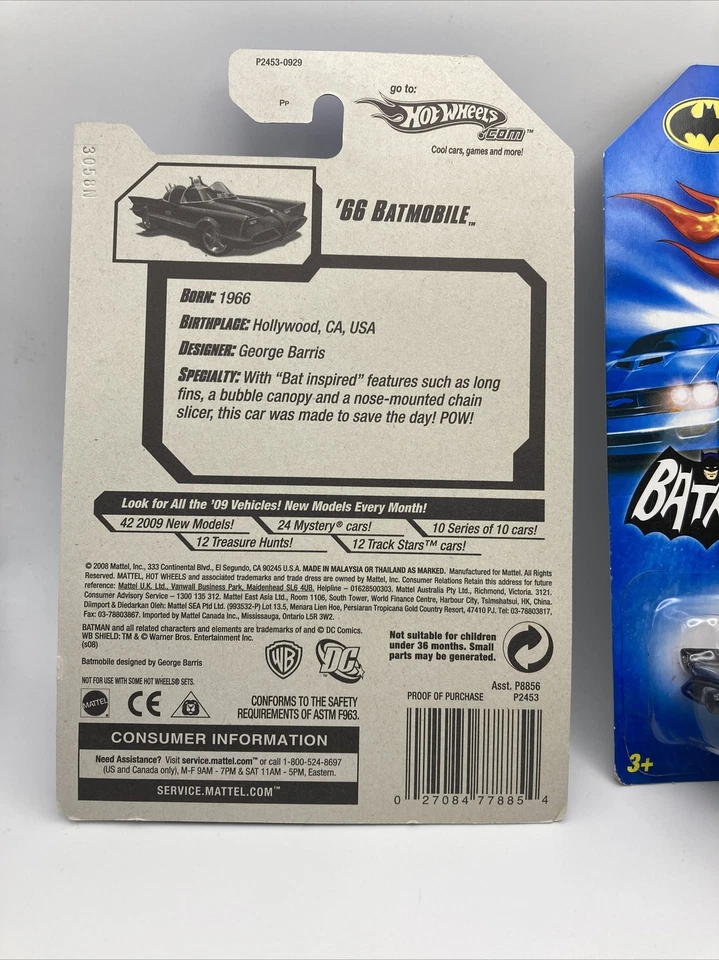 P2453-0929
Pp
go to:
HOT WHEELS
.COM™
Cool cars, games and more!
3058N
'66 BATMOBILE™
BORN: 1966
BIRTHPLACE: Hollywood, CA, USA
DESIGNER: George Barris
SPECIALTY: With “Bat inspired” features such as long
fins, a bubble canopy and a nose-mounted chain
slicer, this car was made to save the day! POW!
Look for All the '09 Vehicles! New Models Every Month!
42 2009 New Models! 24 Mystery® cars! 10 Series of 10 cars!
12 Treasure Hunts! 12 Track Stars™ cars!
© 2008 Mattel, Inc., 333 Continental Blvd., El Segundo, CA 90245 U.S.A. MADE IN MALAYSIA OR THAILAND AS MARKED. Manufactured for Mattel. All Rights
Reserved. MATTEL, HOT WHEELS and associated trademarks and trade dress are owned by Mattel, Inc. Consumer Relations Retain this address for future
reference: Mattel U.K. Ltd., Vanwall Business Park, Maidenhead SL6 4UB. Helpline – 01628500303. Mattel Australia Pty Ltd., Richmond, Victoria. 3121.
Consumer Advisory Service – 1300 135 312. Mattel East Asia Ltd., Room 1106, South Tower, World Finance Centre, Harbour City, Tsimshatsui, HK, China.
Diimport & Diedarkan Oleh: Mattel SEA Ptd Ltd. (993532-P) Lot 13.5, Menara Lien Hoe, Persiaran Tropicana Gold Country Resort, 47410 PJ. Tel: 03-78803817,
Fax: 03-78803867. Imported by Mattel Canada Inc., Mississauga, Ontario L5R 3W2.
BATMAN and all related characters and elements are trademarks of and © DC Comics.
WB SHIELD: TM & © Warner Bros. Entertainment Inc.
(s08)
Batmobile designed by George Barris
NOT FOR USE WITH SOME HOT WHEELS® SETS.
WB
DC
Not suitable for children
under 36 months. Small
parts may be generated.
MATTEL
CE
CONFORMS TO THE SAFETY
REQUIREMENTS OF ASTM F963.
Asst. P8856
PROOF OF PURCHASE P2453
CONSUMER INFORMATION
Need Assistance? Visit service.mattel.com™ or call 1-800-524-8697
(US and Canada only), M-F 9AM - 7PM & SAT 11AM - 5PM, Eastern.
SERVICE.MATTEL.COM™
0 27084 77885 4
BAT
3+